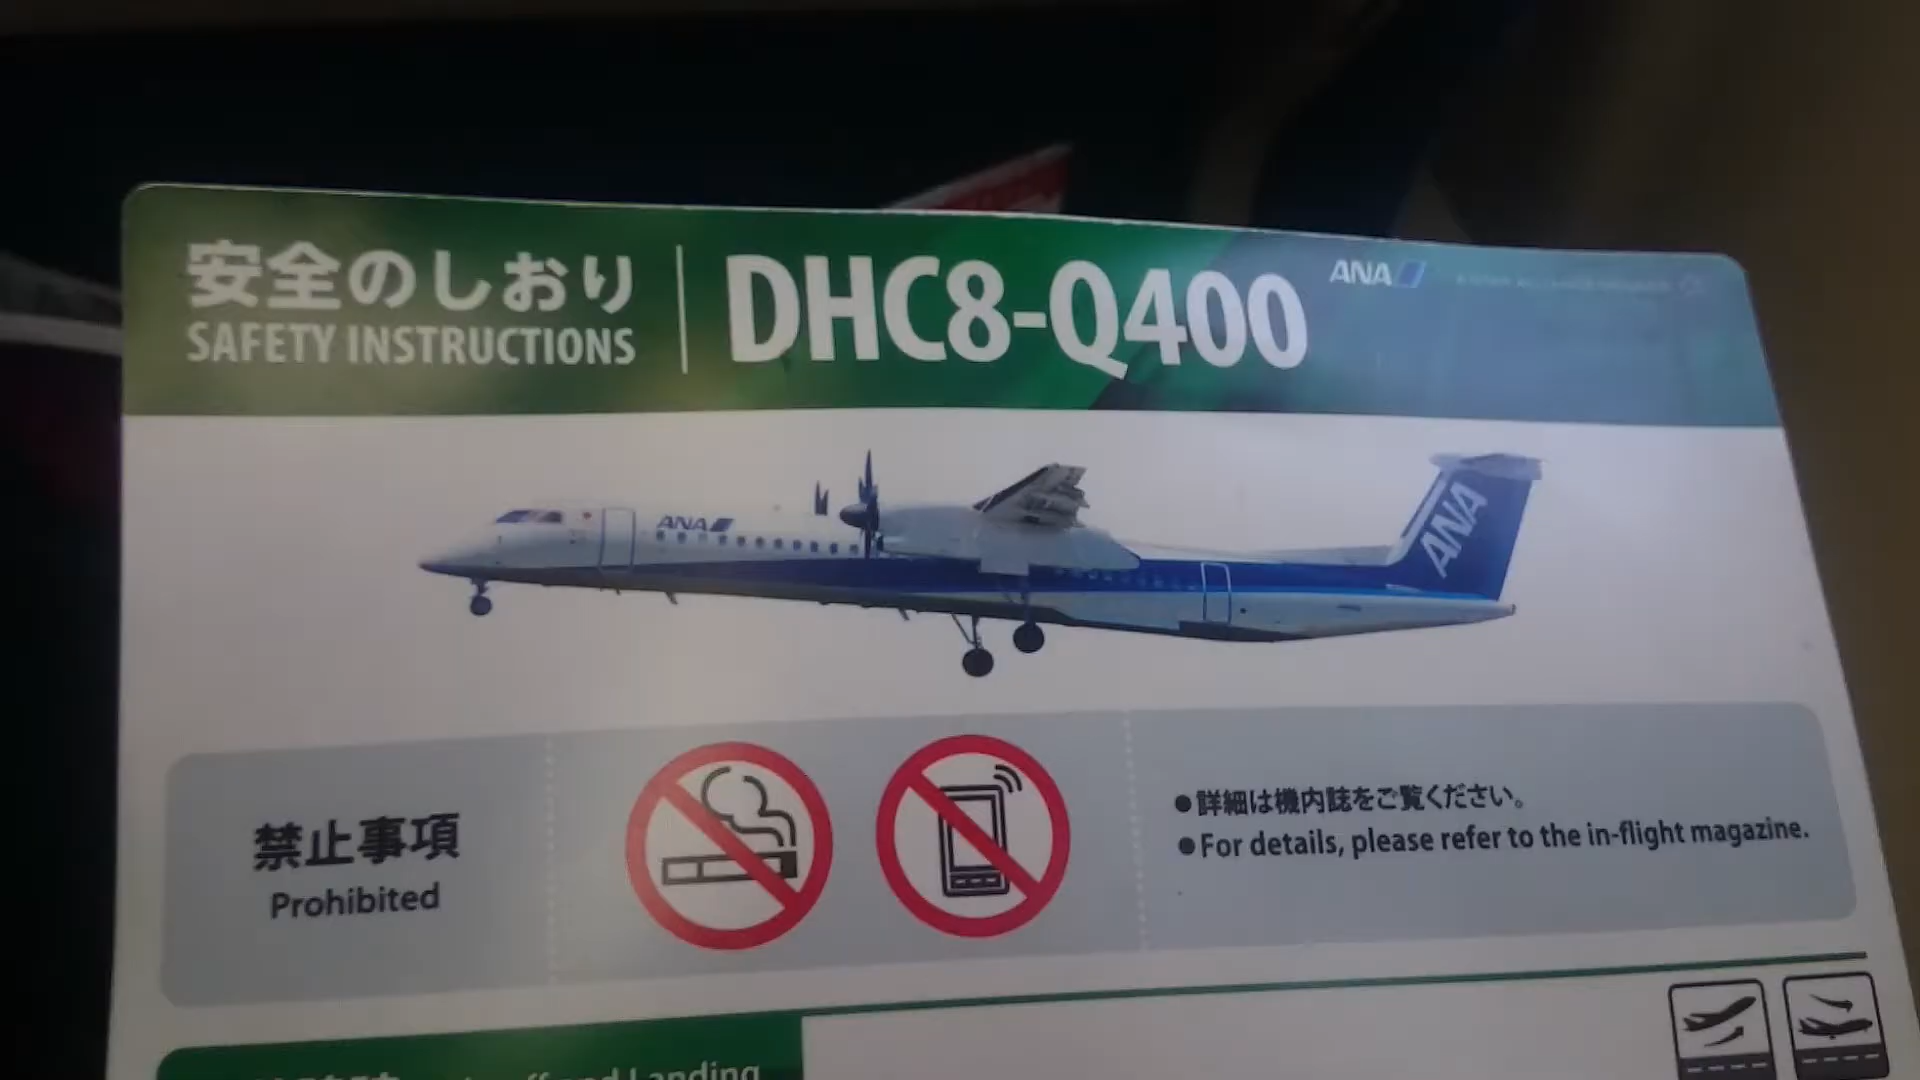 安全のしおり
SAFETY INSTRUCTIONS
DHC8-Q400
ANA
ANA
ANA
禁止事項
Prohibited
●詳細は機内誌をご覧ください。
●For details, please refer to the in-flight magazine.
and Landing